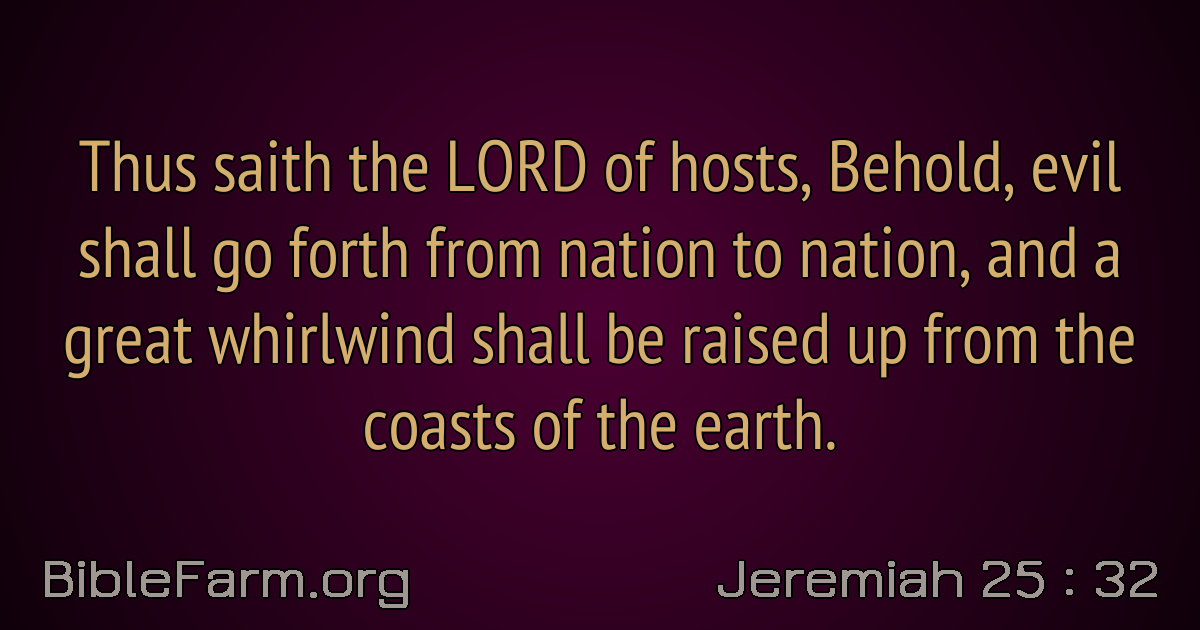 Thus saith the LORD of hosts, Behold, evil
shall go forth from nation to nation, and a
great whirlwind shall be raised up from the
coasts of the earth.
BibleFarm.org
Jeremiah 25 : 32